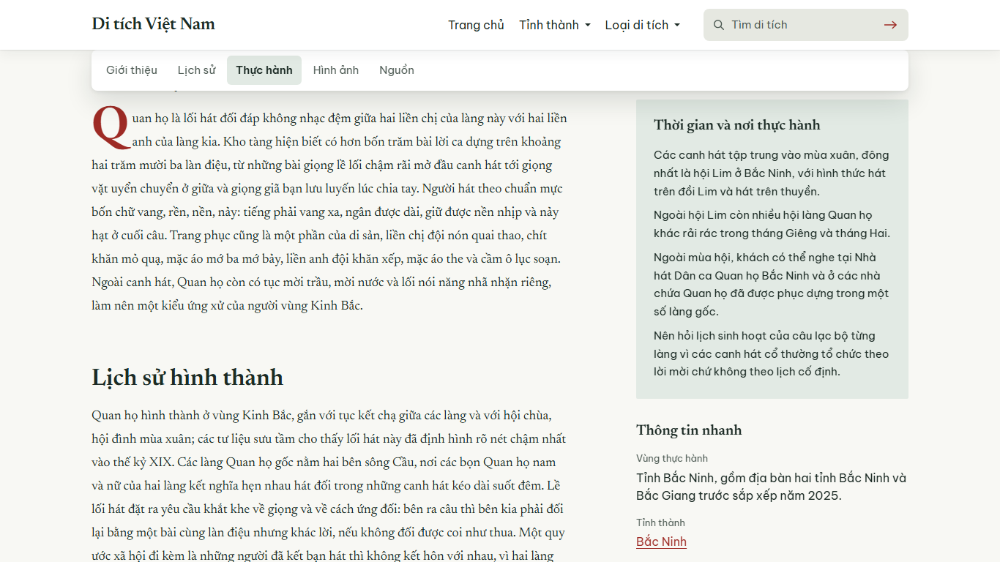 Di tích Việt Nam
Trang chủ
Tỉnh thành
Loại di tích
Tìm di tích
Giới thiệu
Lịch sử
Thực hành
Hình ảnh
Nguồn
Quan họ là lối hát đối đáp không nhạc đệm giữa hai liền chị của làng này với hai liền
anh của làng kia. Kho tàng hiện biết có hơn bốn trăm bài lời ca dựng trên khoảng
hai trăm mười ba làn điệu, từ những bài giọng lề lối chậm rãi mở đầu canh hát tới giọng
vặt uyển chuyển ở giữa và giọng giã bạn lưu luyến lúc chia tay. Người hát theo chuẩn mực
bốn chữ vang, rền, nền, nảy: tiếng phải vang xa, ngân được dài, giữ được nền nhịp và nảy
hạt ở cuối câu. Trang phục cũng là một phần của di sản, liền chị đội nón quai thao, chít
khăn mỏ quạ, mặc áo mớ ba mớ bảy, liền anh đội khăn xếp, mặc áo the và cầm ô lục soạn.
Ngoài canh hát, Quan họ còn có tục mời trầu, mời nước và lối nói năng nhã nhặn riêng,
làm nên một kiểu ứng xử của người vùng Kinh Bắc.
Lịch sử hình thành
Quan họ hình thành ở vùng Kinh Bắc, gắn với tục kết chạ giữa các làng và với hội chùa,
hội đình mùa xuân; các tư liệu sưu tầm cho thấy lối hát này đã định hình rõ nét chậm nhất
vào thế kỷ XIX. Các làng Quan họ gốc nằm hai bên sông Cầu, nơi các bọn Quan họ nam
và nữ của hai làng kết nghĩa hẹn nhau hát đối trong những canh hát kéo dài suốt đêm. Lề
lối hát đặt ra yêu cầu khắt khe về giọng và về cách ứng đối: bên ra câu thì bên kia phải đối
lại bằng một bài cùng làn điệu nhưng khác lời, nếu không đối được coi như thua. Một quy
ước xã hội đi kèm là những người đã kết bạn hát thì không kết hôn với nhau, vì hai làng
Thời gian và nơi thực hành
Các canh hát tập trung vào mùa xuân, đông
nhất là hội Lim ở Bắc Ninh, với hình thức hát
trên đồi Lim và hát trên thuyền.
Ngoài hội Lim còn nhiều hội làng Quan họ
khác rải rác trong tháng Giêng và tháng Hai.
Ngoài mùa hội, khách có thể nghe tại Nhà
hát Dân ca Quan họ Bắc Ninh và ở các nhà
chứa Quan họ đã được phục dựng trong một
số làng gốc.
Nên hỏi lịch sinh hoạt của câu lạc bộ từng
làng vì các canh hát cổ thường tổ chức theo
lời mời chứ không theo lịch cố định.
Thông tin nhanh
Vùng thực hành
Tỉnh Bắc Ninh, gồm địa bàn hai tỉnh Bắc Ninh và
Bắc Giang trước sắp xếp năm 2025.
Tỉnh thành
Bắc Ninh